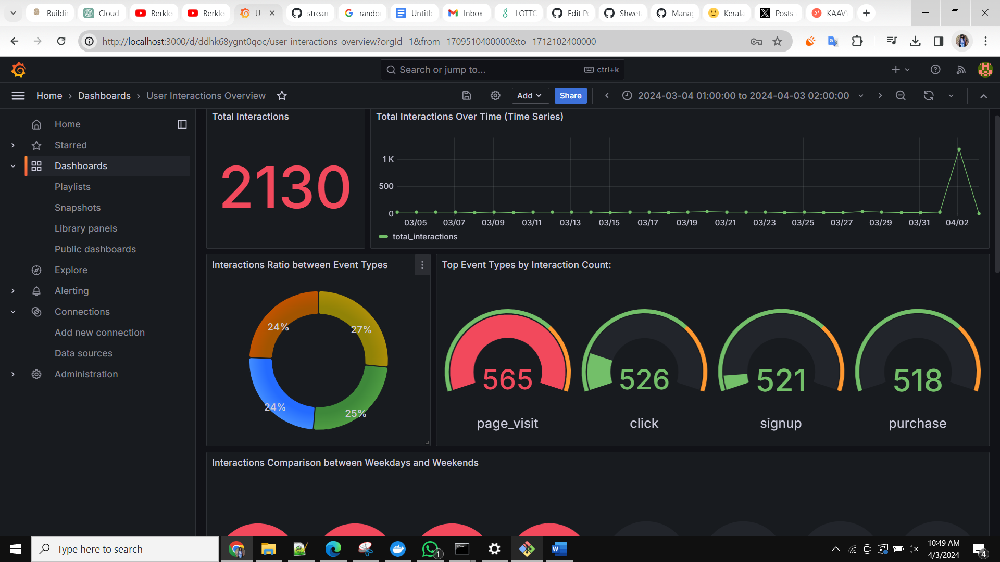 Buildin
Cloud
Berkle
Berkle
Us
stream
rando
Untitle
Inbox
LOTTO
Edit Pe
Shwet
Mana
Kerala
Posts
KAAVY
http://localhost:3000/d/ddhk68ygnt0qoc/user-interactions-overview?orgId=1&from=1709510400000&to=1712102400000
Search or jump to...
ctrl+k
Home › Dashboards › User Interactions Overview
Add
Share
2024-03-04 01:00:00 to 2024-04-03 02:00:00
Home
Starred
Dashboards
Playlists
Snapshots
Library panels
Public dashboards
Explore
Alerting
Connections
Add new connection
Data sources
Administration
Total Interactions
2130
Total Interactions Over Time (Time Series)
1 K
500
0
03/05 03/07 03/09 03/11 03/13 03/15 03/17 03/19 03/21 03/23 03/25 03/27 03/29 03/31 04/02
total_interactions
Interactions Ratio between Event Types
24%
27%
24%
25%
Top Event Types by Interaction Count:
565 526 521 518
page_visit click signup purchase
Interactions Comparison between Weekdays and Weekends
Type here to search
1
10:49 AM
4/3/2024
4